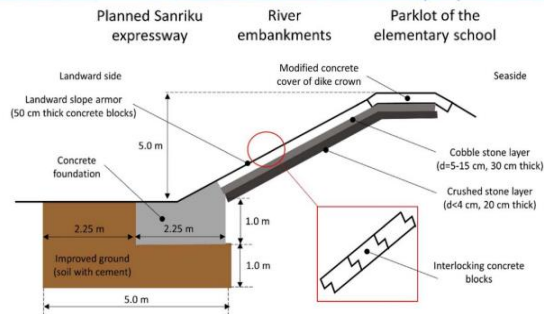 Planned Sanriku
expressway
River
embankments
Parklot of the
elementary school
Landward side
Modified concrete
cover of dike crown
Seaside
Landward slope armor
(50 cm thick concrete blocks)
5.0 m
Cobble stone layer
(d=5-15 cm, 30 cm thick)
Concrete
foundation
Crushed stone layer
(d<4 cm, 20 cm thick)
2.25 m
2.25 m
1.0 m
Improved ground
(soil with cement)
1.0 m
Interlocking concrete
blocks
5.0 m